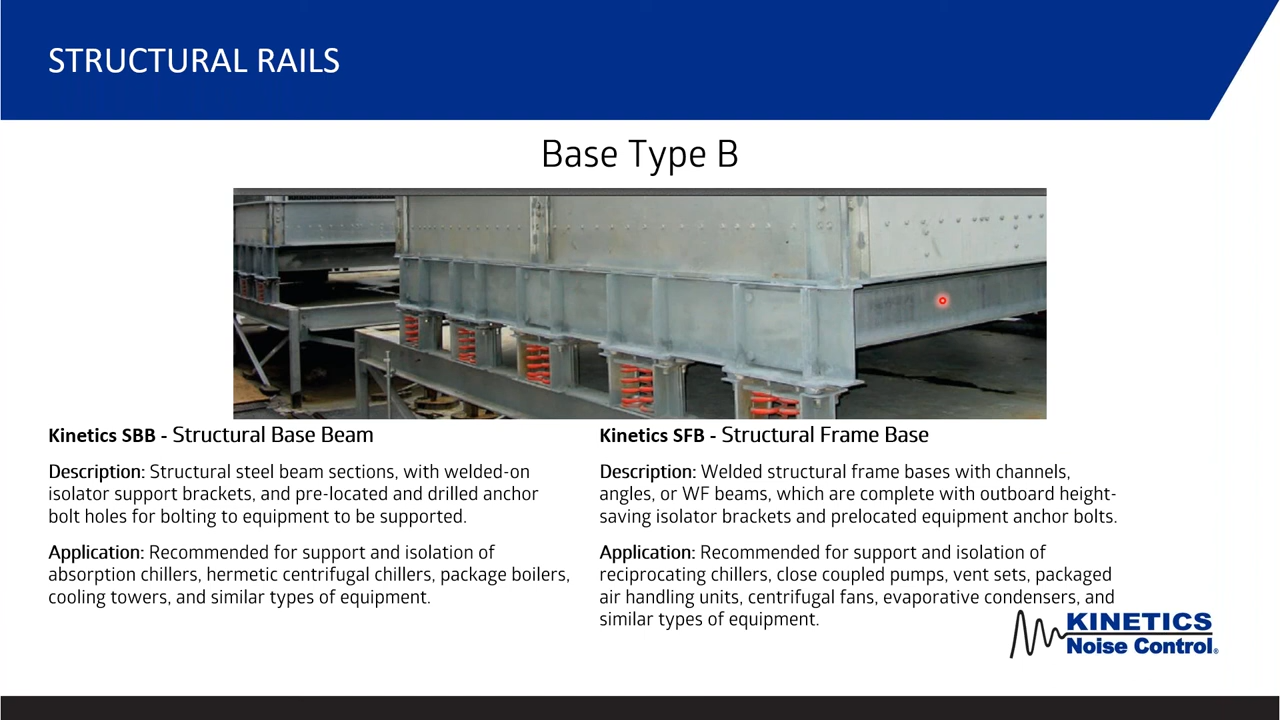 STRUCTURAL RAILS
Base Type B
Kinetics SBB - Structural Base Beam
Description: Structural steel beam sections, with welded-on
isolator support brackets, and pre-located and drilled anchor
bolt holes for bolting to equipment to be supported.
Application: Recommended for support and isolation of
absorption chillers, hermetic centrifugal chillers, package boilers,
cooling towers, and similar types of equipment.
Kinetics SFB - Structural Frame Base
Description: Welded structural frame bases with channels,
angles, or WF beams, which are complete with outboard height-
saving isolator brackets and prelocated equipment anchor bolts.
Application: Recommended for support and isolation of
reciprocating chillers, close coupled pumps, vent sets, packaged
air handling units, centrifugal fans, evaporative condensers, and
similar types of equipment.
KINETICS
Noise Control®